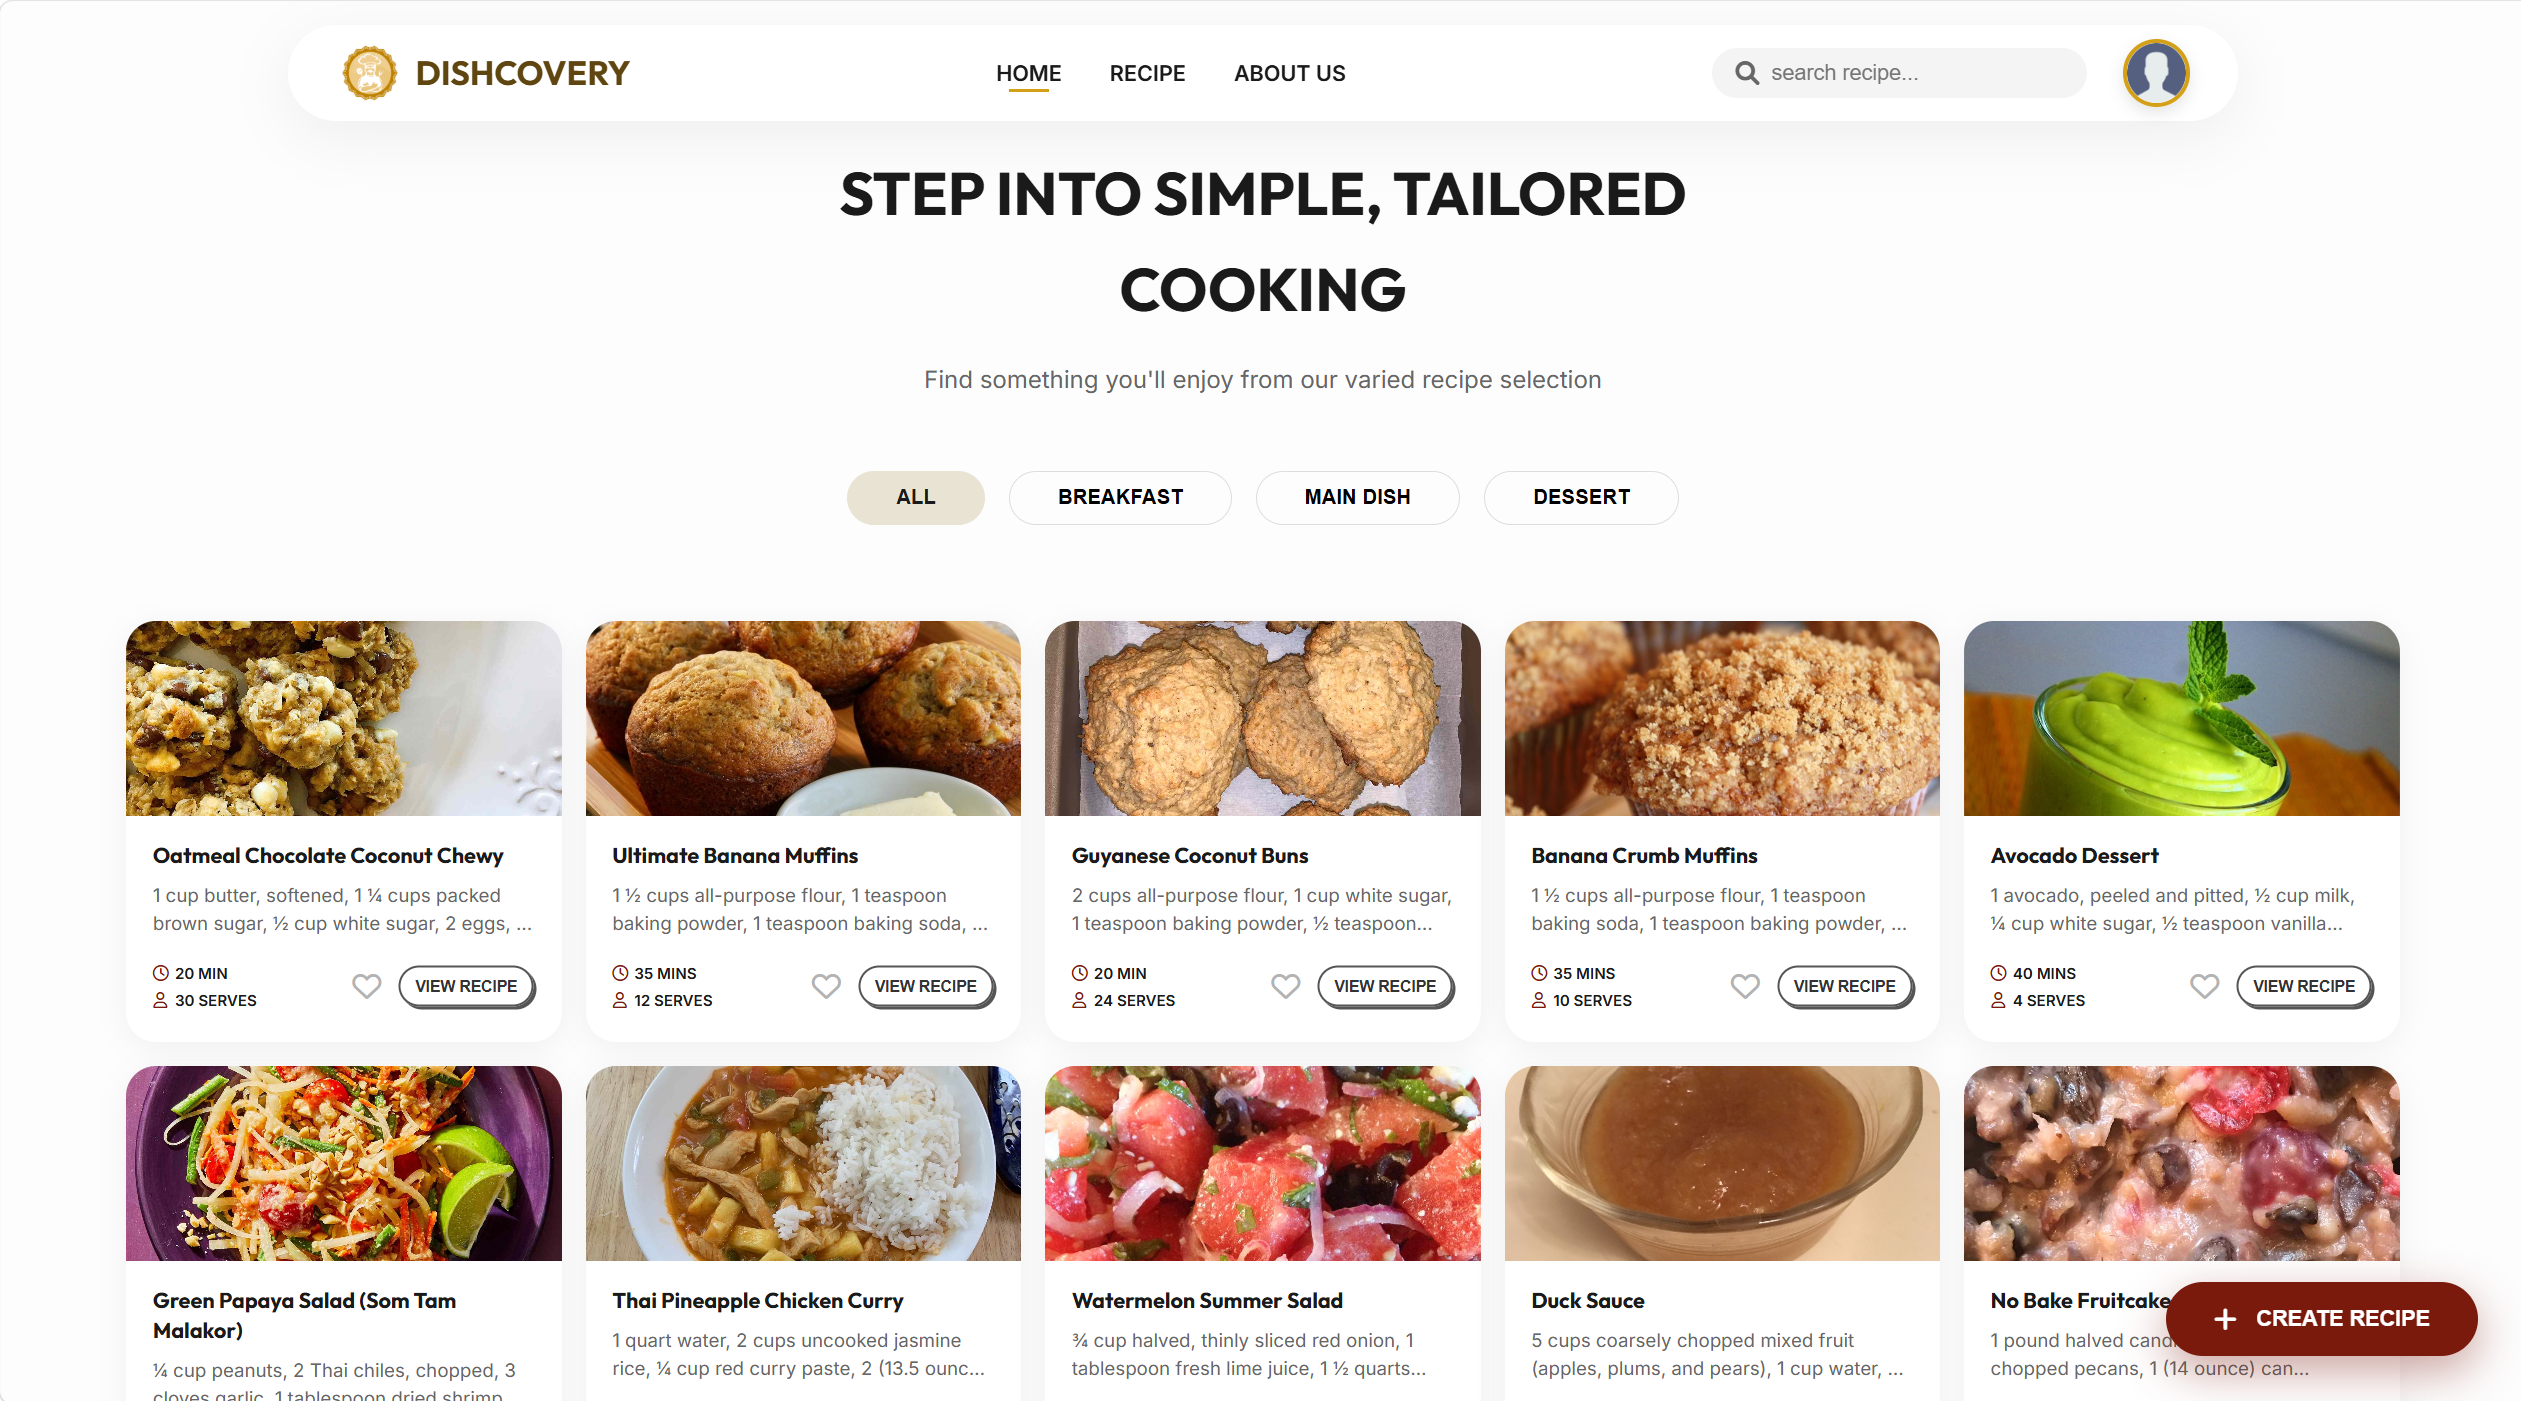 DISHCOVERY
HOME
RECIPE
ABOUT US
search recipe...
STEP INTO SIMPLE, TAILORED
COOKING
Find something you'll enjoy from our varied recipe selection
ALL
BREAKFAST
MAIN DISH
DESSERT
Oatmeal Chocolate Coconut Chewy
1 cup butter, softened, 1 ¼ cups packed
brown sugar, ½ cup white sugar, 2 eggs, ...
20 MIN
30 SERVES
VIEW RECIPE
Ultimate Banana Muffins
1 ½ cups all-purpose flour, 1 teaspoon
baking powder, 1 teaspoon baking soda, ...
35 MINS
12 SERVES
VIEW RECIPE
Guyanese Coconut Buns
2 cups all-purpose flour, 1 cup white sugar,
1 teaspoon baking powder, ½ teaspoon...
20 MIN
24 SERVES
VIEW RECIPE
Banana Crumb Muffins
1 ½ cups all-purpose flour, 1 teaspoon
baking soda, 1 teaspoon baking powder, ...
35 MINS
10 SERVES
VIEW RECIPE
Avocado Dessert
1 avocado, peeled and pitted, ½ cup milk,
¼ cup white sugar, ½ teaspoon vanilla...
40 MINS
4 SERVES
VIEW RECIPE
Green Papaya Salad (Som Tam
Malakor)
¼ cup peanuts, 2 Thai chiles, chopped, 3
cloves garlic, 1 tablespoon dried shrimp
Thai Pineapple Chicken Curry
1 quart water, 2 cups uncooked jasmine
rice, ¼ cup red curry paste, 2 (13.5 ounc...
Watermelon Summer Salad
¾ cup halved, thinly sliced red onion, 1
tablespoon fresh lime juice, 1 ½ quarts...
Duck Sauce
5 cups coarsely chopped mixed fruit
(apples, plums, and pears), 1 cup water, ...
No Bake Fruitcake
1 pound halved
chopped pecans, 1 (14 ounce) can...
CREATE RECIPE